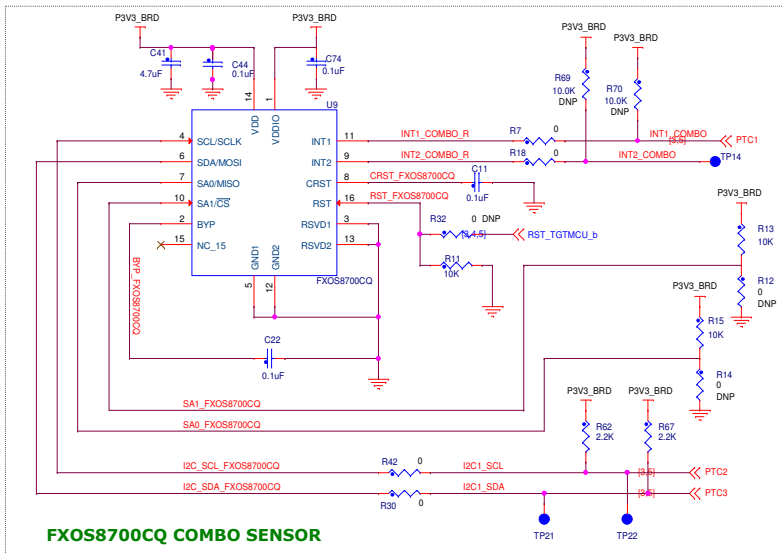 P3V3_BRD
P3V3_BRD
P3V3_BRD
P3V3_BRD
C41
4.7uF
C44
0.1uF
C74
0.1uF
R69
10.0K
DNP
R70
10.0K
DNP
U9
14
1
VDD
VDDIO
4
SCL/SCLK
INT1
11
INT1_COMBO_R
R7
0
INT1_COMBO
[3,5]
PTC1
6
SDA/MOSI
INT2
9
INT2_COMBO_R
R18
0
INT2_COMBO
TP14
7
SA0/MISO
CRST
8
CRST_FXOS8700CQ
C11
0.1uF
10
SA1/CS
RST
16
RST_FXOS8700CQ
2
BYP
RSVD1
3
R32
0 DNP
[3,4,5]
RST_TGTMCU_b
15
NC_15
RSVD2
13
R11
10K
GND1
GND2
5
12
FXOS8700CQ
BYP_FXOS8700CQ
P3V3_BRD
R13
10K
R12
0
DNP
P3V3_BRD
R15
10K
R14
0
DNP
C22
0.1uF
SA1_FXOS8700CQ
SA0_FXOS8700CQ
P3V3_BRD
P3V3_BRD
R62
2.2K
R67
2.2K
I2C_SCL_FXOS8700CQ
R42
0
I2C1_SCL
[3,5]
PTC2
I2C_SDA_FXOS8700CQ
R30
0
I2C1_SDA
[3,5]
PTC3
TP21
TP22
FXOS8700CQ COMBO SENSOR